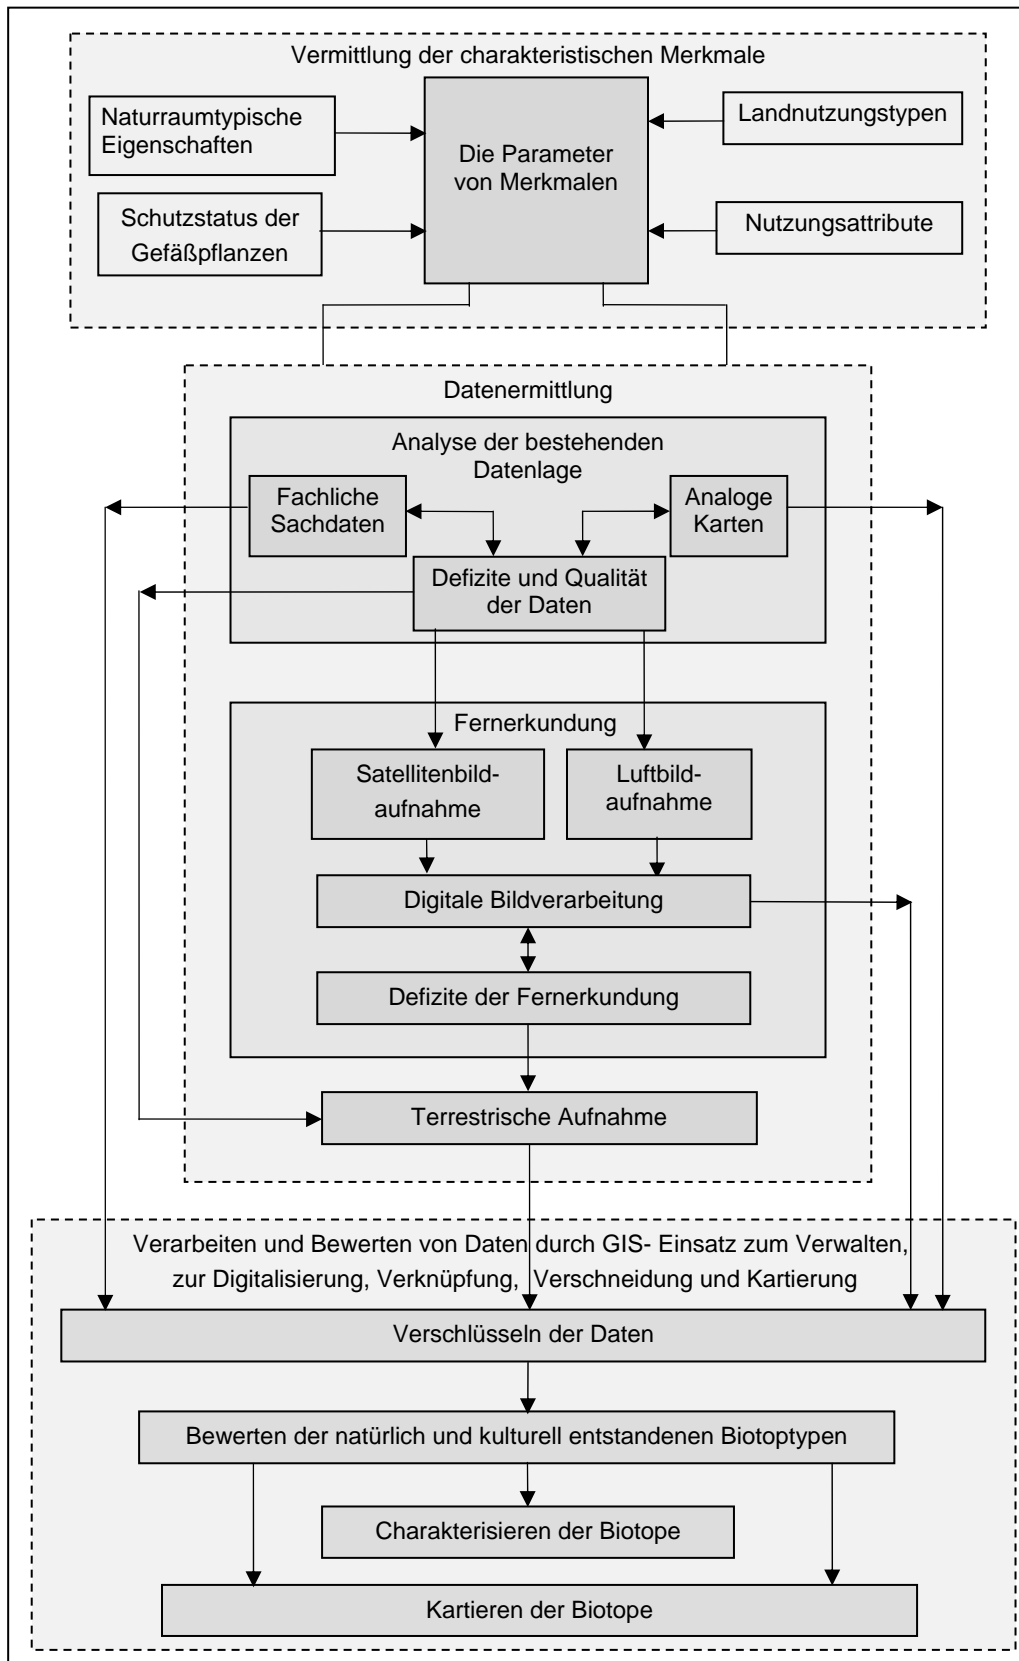 Vermittlung der charakteristischen Merkmale
Naturraumtypische
Eigenschaften
Schutzstatus der
Gefäßpflanzen
Die Parameter
von Merkmalen
Landnutzungstypen
Nutzungsattribute
Datenermittlung
Analyse der bestehenden
Datenlage
Fachliche
Sachdaten
Analoge
Karten
Defizite und Qualität
der Daten
Fernerkundung
Satellitenbild-
aufnahme
Luftbild-
aufnahme
Digitale Bildverarbeitung
Defizite der Fernerkundung
Terrestrische Aufnahme
Verarbeiten und Bewerten von Daten durch GIS- Einsatz zum Verwalten,
zur Digitalisierung, Verknüpfung, Verschneidung und Kartierung
Verschlüsseln der Daten
Bewerten der natürlich und kulturell entstandenen Biotoptypen
Charakterisieren der Biotope
Kartieren der Biotope